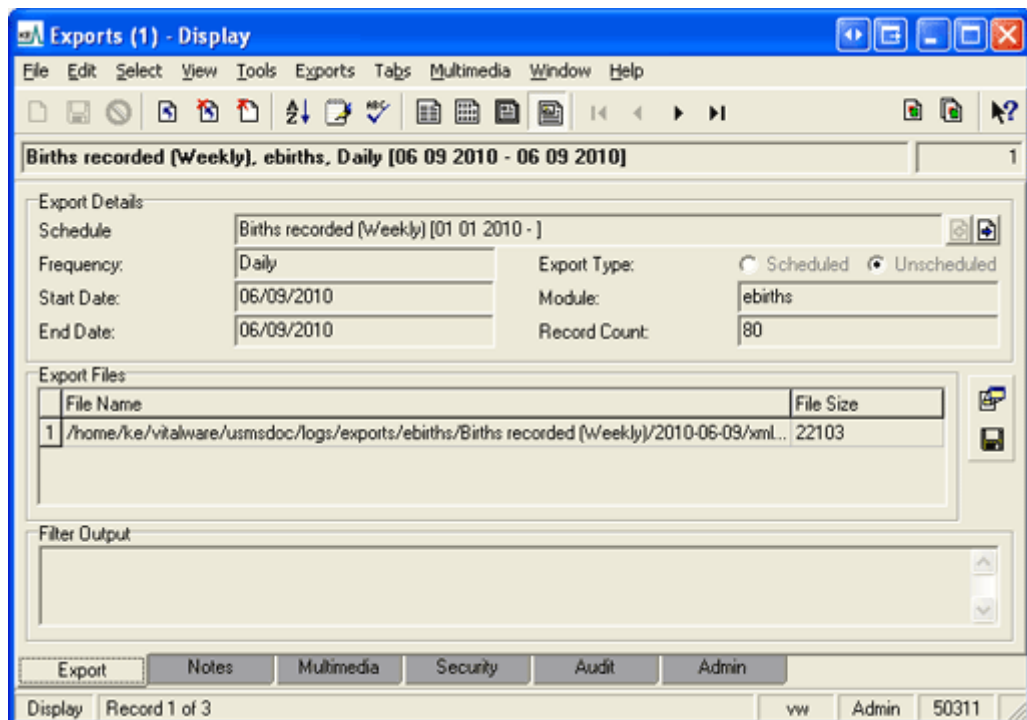 Exports (1) - Display
File Edit Select View Tools Exports Tabs Multimedia Window Help
Births recorded (Weekly), ebirths, Daily [06 09 2010 - 06 09 2010] 1
Export Details
Schedule Births recorded (Weekly) [01 01 2010 - ]
Frequency: Daily Export Type: Scheduled Unscheduled
Start Date: 06/09/2010 Module: ebirths
End Date: 06/09/2010 Record Count: 80
Export Files
File Name File Size
1 /home/ke/vitalware/usmsdoc/logs/exports/ebirths/Births recorded (Weekly)/2010-06-09/xml... 22103
Filter Output
Export Notes Multimedia Security Audit Admin
Display Record 1 of 3 vw Admin 50311